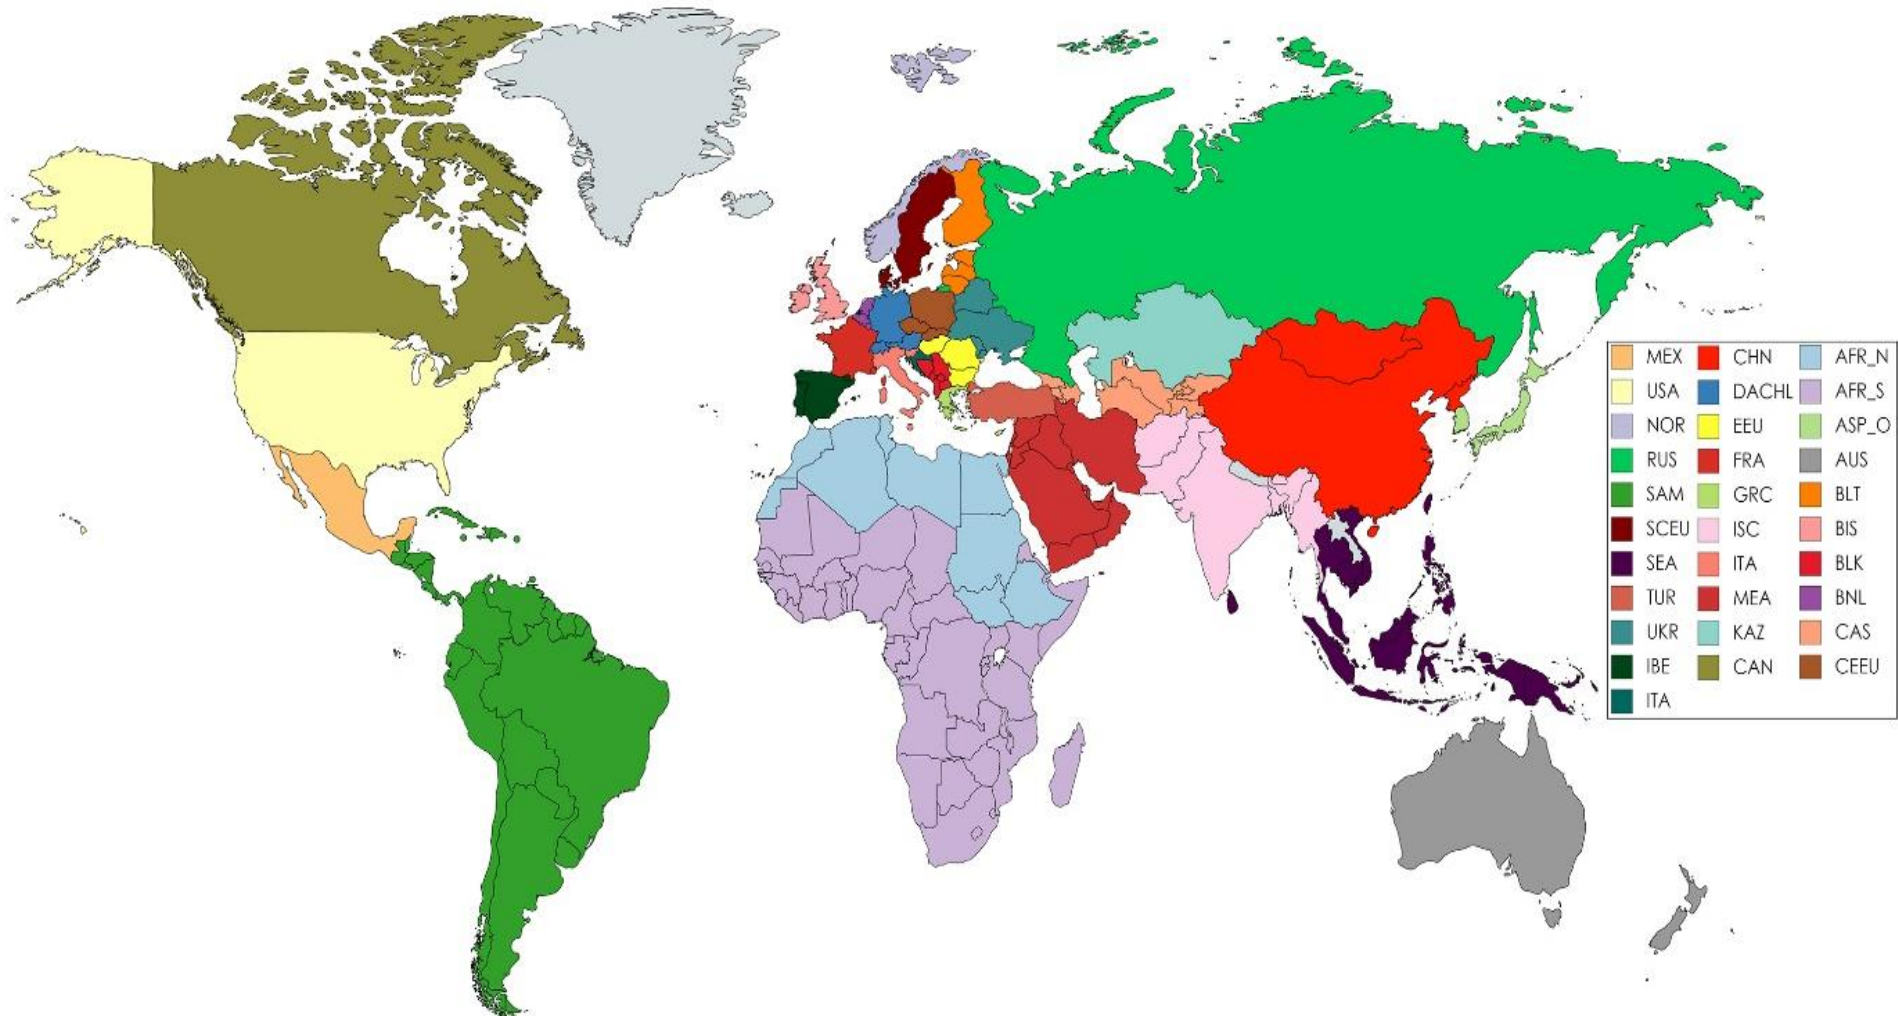 MEX CHN AFR_N
USA DACHL AFR_S
NOR EEU ASP_O
RUS FRA AUS
SAM GRC BLT
SCEU ISC BIS
SEA ITA BLK
TUR MEA BNL
UKR KAZ CAS
IBE CAN CEEU
ITA